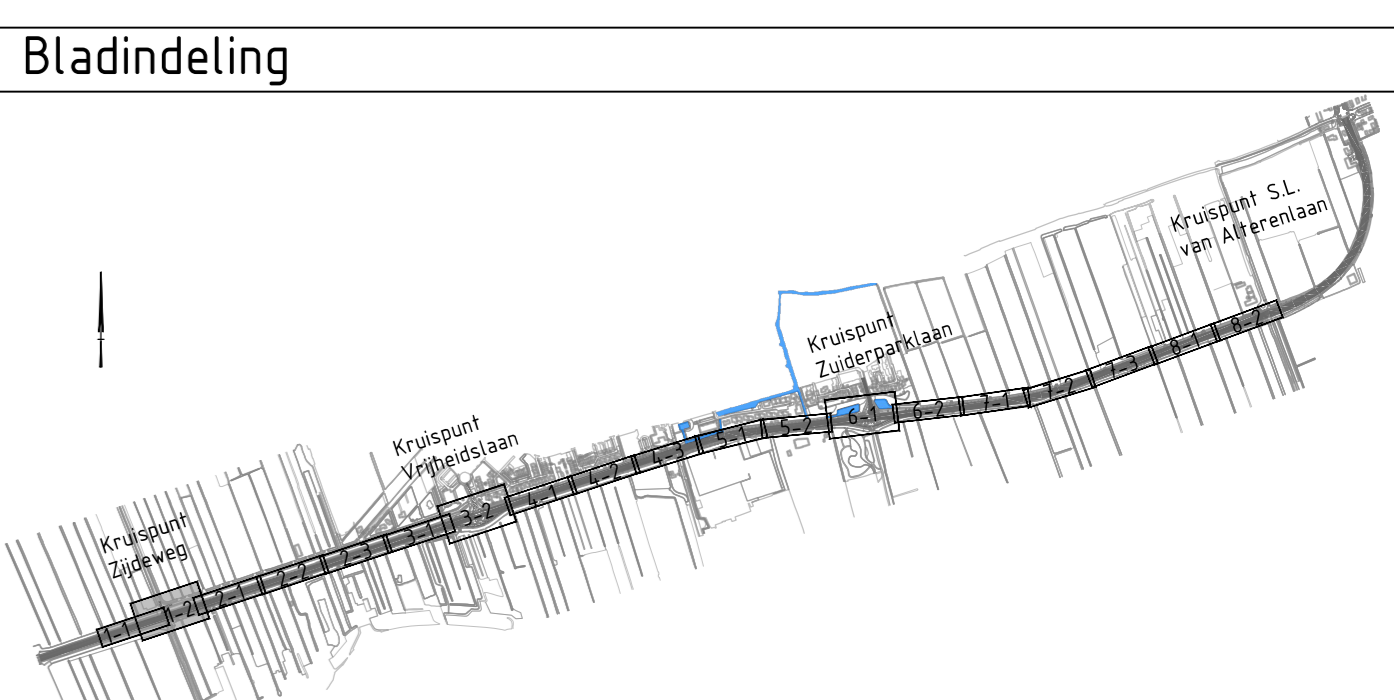 Bladindeling
Kruispunt S.L.
van Alterenlaan
Kruispunt
Zuiderparklaan
Kruispunt
Vrijheidslaan
Kruispunt
Zijdeweg
1-1
1-2
2-1
2-2
2-3
3-1
3-2
4-1
4-2
4-3
5-1
5-2
6-1
6-2
7-1
7-2
7-3
8-1
8-2